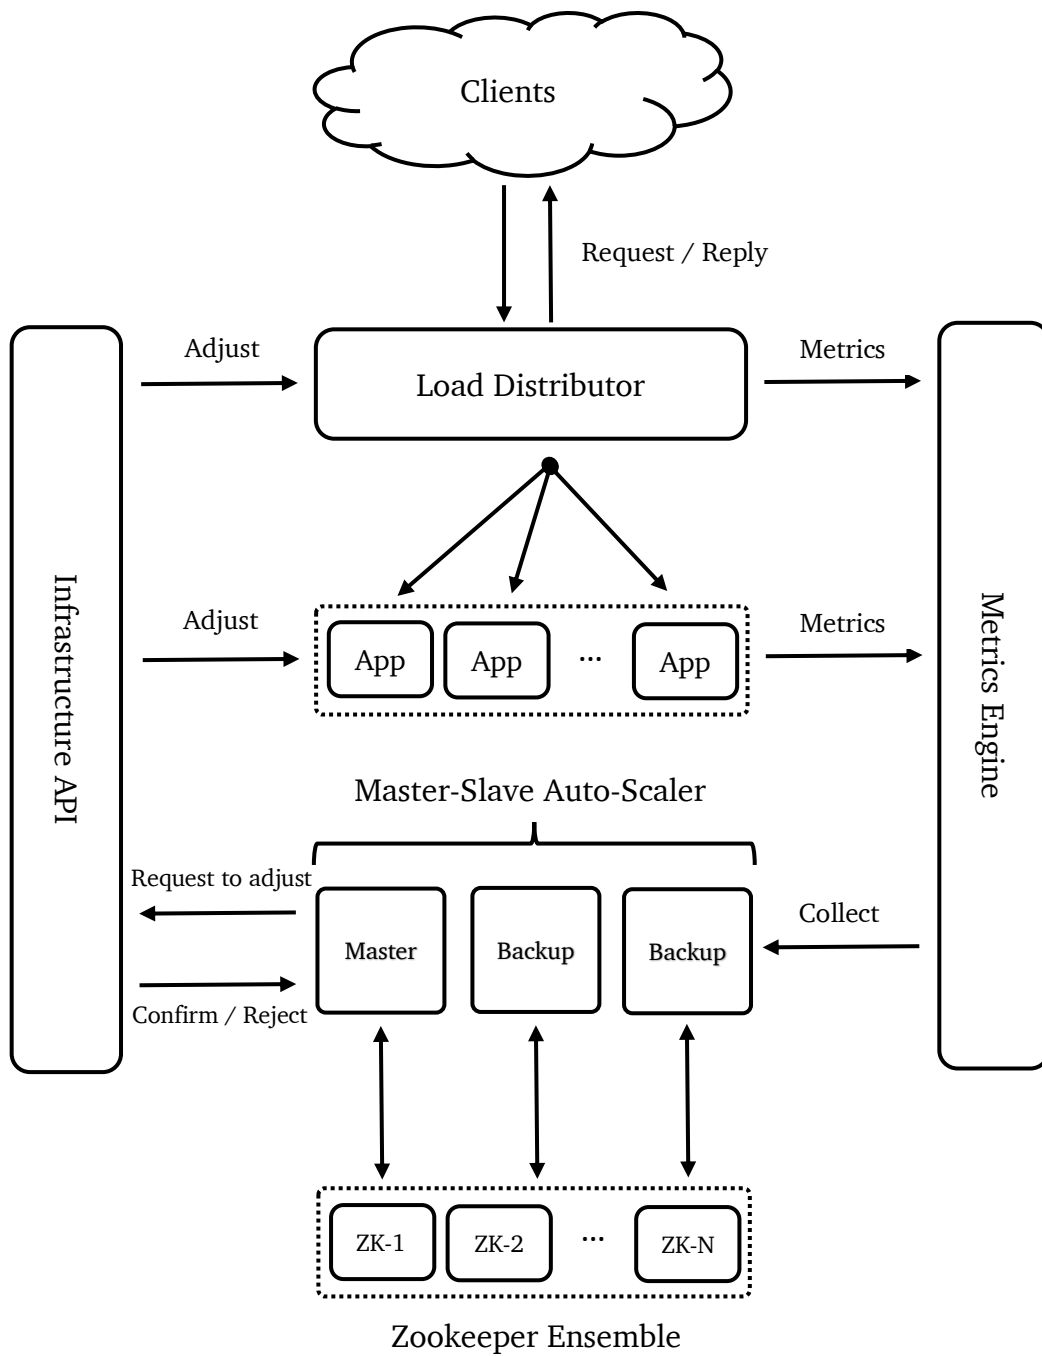 Clients
Request / Reply
Adjust
Load Distributor
Metrics
Infrastructure API
Metrics Engine
Adjust
App
App
...
App
Metrics
Master-Slave Auto-Scaler
Request to adjust
Confirm / Reject
Master
Backup
Backup
Collect
ZK-1
ZK-2
...
ZK-N
Zookeeper Ensemble